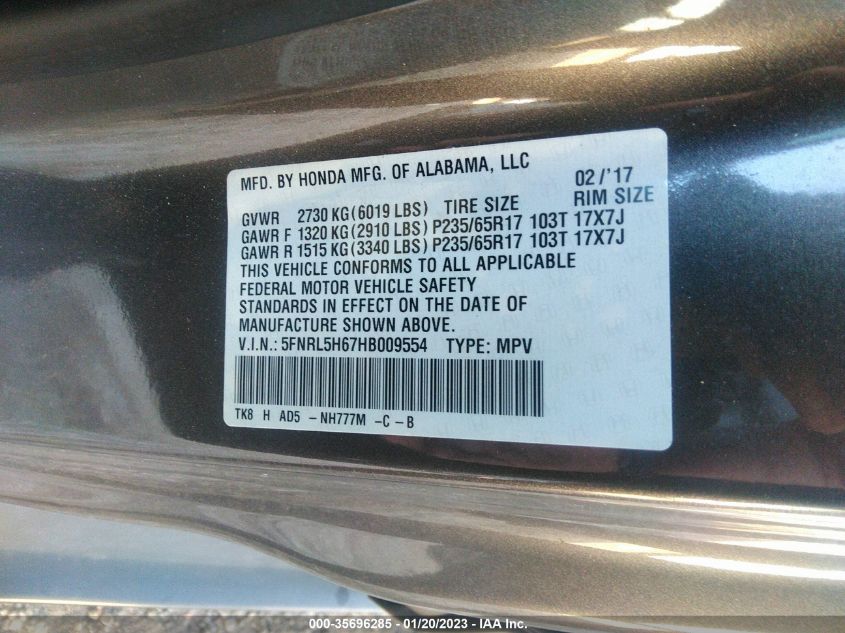 MFD. BY HONDA MFG. OF ALABAMA, LLC 02/'17
GVWR 2730 KG(6019 LBS) TIRE SIZE RIM SIZE
GAWR F 1320 KG(2910 LBS) P235/65R17 103T 17X7J
GAWR R 1515 KG(3340 LBS) P235/65R17 103T 17X7J
THIS VEHICLE CONFORMS TO ALL APPLICABLE
FEDERAL MOTOR VEHICLE SAFETY
STANDARDS IN EFFECT ON THE DATE OF
MANUFACTURE SHOWN ABOVE.
V.I.N.: 5FNRL5H67HB009554 TYPE: MPV
TK8 H AD5 -NH777M -C-B
000-35696285 - 01/20/2023 - IAA Inc.